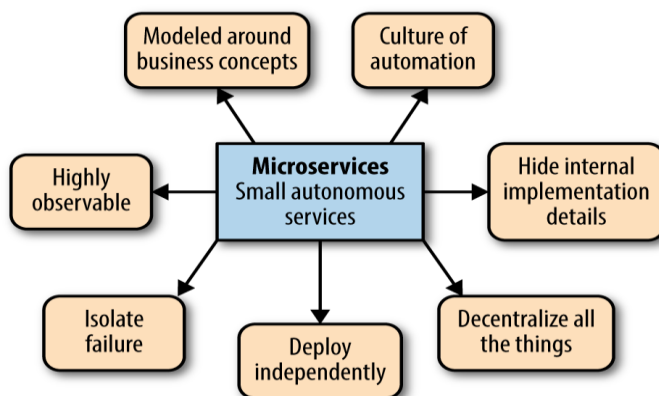 Modeled around
business concepts
Culture of
automation
Highly
observable
Microservices
Small autonomous
services
Hide internal
implementation
details
Isolate
failure
Deploy
independently
Decentralize all
the things